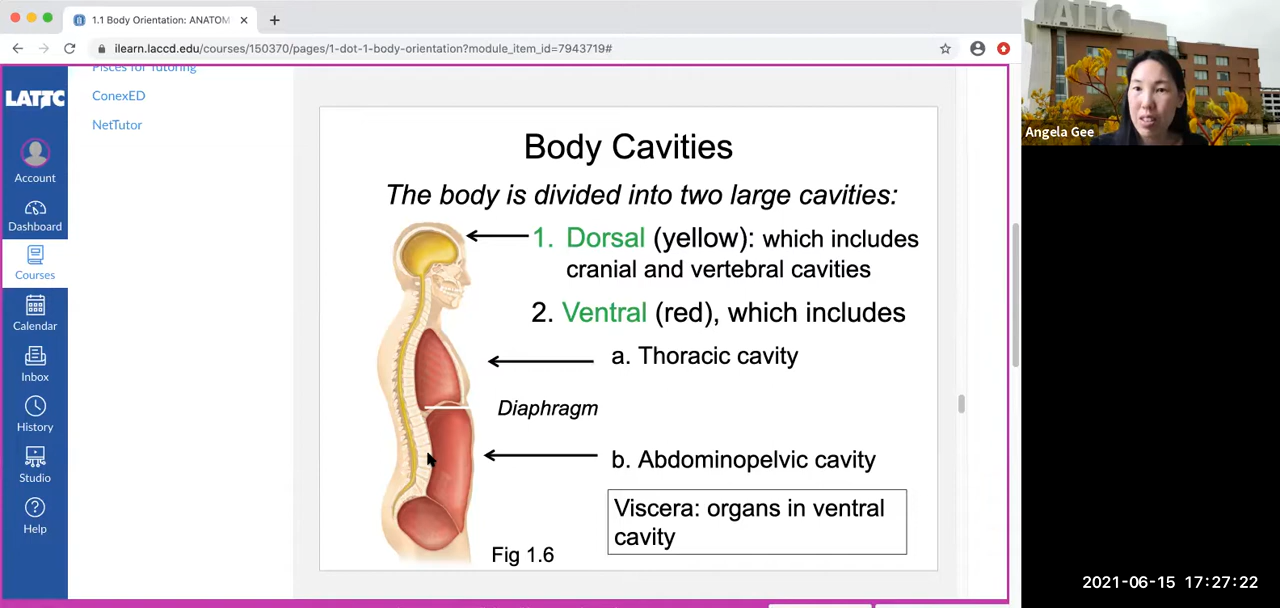 1.1 Body Orientation: ANATOM
ilearn.laccd.edu/courses/150370/pages/1-dot-1-body-orientation?module_item_id=7943719#
LATTC
Account
Dashboard
Courses
Calendar
Inbox
History
Studio
Help
Pisces for Tutoring
ConexED
NetTutor
Body Cavities
The body is divided into two large cavities:
1. Dorsal (yellow): which includes
cranial and vertebral cavities
2. Ventral (red), which includes
a. Thoracic cavity
Diaphragm
b. Abdominopelvic cavity
Viscera: organs in ventral
cavity
Fig 1.6
LATTC
Angela Gee
2021-06-15 17:27:22